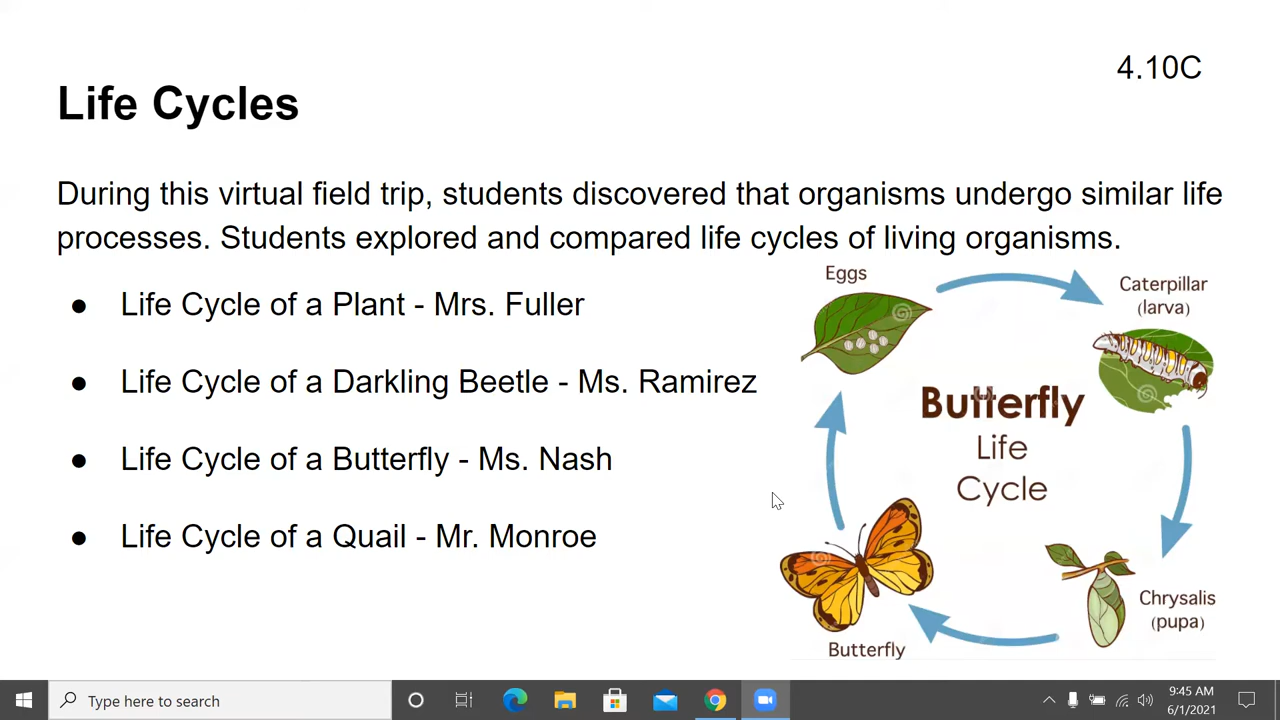 4.10C
Life Cycles
During this virtual field trip, students discovered that organisms undergo similar life
processes. Students explored and compared life cycles of living organisms.
● Life Cycle of a Plant - Mrs. Fuller
● Life Cycle of a Darkling Beetle - Ms. Ramirez
● Life Cycle of a Butterfly - Ms. Nash
● Life Cycle of a Quail - Mr. Monroe
Eggs
Caterpillar
(larva)
Butterfly
Life
Cycle
Chrysalis
(pupa)
Butterfly
Type here to search
9:45 AM
6/1/2021